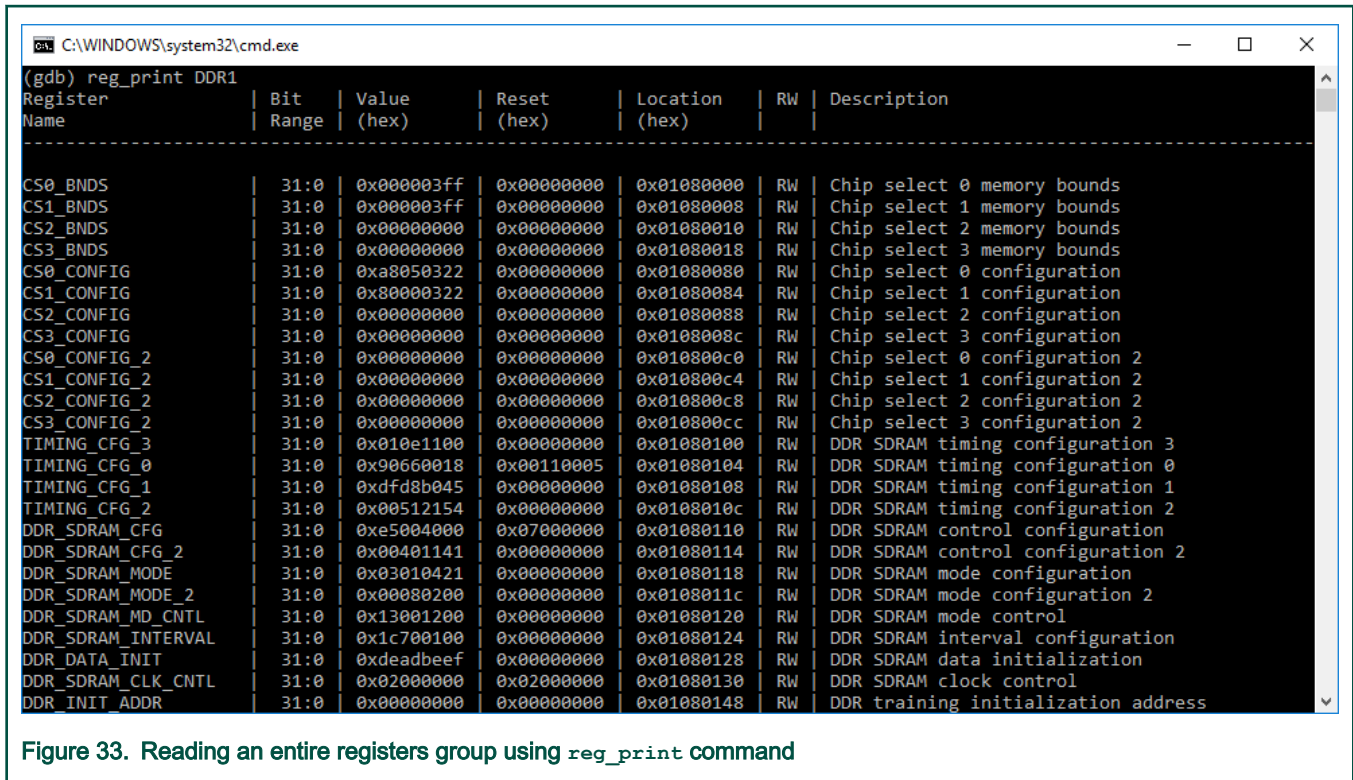 C:\WINDOWS\system32\cmd.exe
(gdb) reg_print DDR1
Register | Bit | Value | Reset | Location | RW | Description
Name | Range | (hex) | (hex) | (hex) | |
--------------------------------------------------------------------------------------------------------------------------
CS0_BNDS | 31:0 | 0x000003ff | 0x00000000 | 0x01080000 | RW | Chip select 0 memory bounds
CS1_BNDS | 31:0 | 0x000003ff | 0x00000000 | 0x01080008 | RW | Chip select 1 memory bounds
CS2_BNDS | 31:0 | 0x00000000 | 0x00000000 | 0x01080010 | RW | Chip select 2 memory bounds
CS3_BNDS | 31:0 | 0x00000000 | 0x00000000 | 0x01080018 | RW | Chip select 3 memory bounds
CS0_CONFIG | 31:0 | 0xa8050322 | 0x00000000 | 0x01080080 | RW | Chip select 0 configuration
CS1_CONFIG | 31:0 | 0x80000322 | 0x00000000 | 0x01080084 | RW | Chip select 1 configuration
CS2_CONFIG | 31:0 | 0x00000000 | 0x00000000 | 0x01080088 | RW | Chip select 2 configuration
CS3_CONFIG | 31:0 | 0x00000000 | 0x00000000 | 0x0108008c | RW | Chip select 3 configuration
CS0_CONFIG_2 | 31:0 | 0x00000000 | 0x00000000 | 0x010800c0 | RW | Chip select 0 configuration 2
CS1_CONFIG_2 | 31:0 | 0x00000000 | 0x00000000 | 0x010800c4 | RW | Chip select 1 configuration 2
CS2_CONFIG_2 | 31:0 | 0x00000000 | 0x00000000 | 0x010800c8 | RW | Chip select 2 configuration 2
CS3_CONFIG_2 | 31:0 | 0x00000000 | 0x00000000 | 0x010800cc | RW | Chip select 3 configuration 2
TIMING_CFG_3 | 31:0 | 0x010e1100 | 0x00000000 | 0x01080100 | RW | DDR SDRAM timing configuration 3
TIMING_CFG_0 | 31:0 | 0x90660018 | 0x00110005 | 0x01080104 | RW | DDR SDRAM timing configuration 0
TIMING_CFG_1 | 31:0 | 0xdfd8b045 | 0x00000000 | 0x01080108 | RW | DDR SDRAM timing configuration 1
TIMING_CFG_2 | 31:0 | 0x00512154 | 0x00000000 | 0x0108010c | RW | DDR SDRAM timing configuration 2
DDR_SDRAM_CFG | 31:0 | 0xe5004000 | 0x07000000 | 0x01080110 | RW | DDR SDRAM control configuration
DDR_SDRAM_CFG_2 | 31:0 | 0x00401141 | 0x00000000 | 0x01080114 | RW | DDR SDRAM control configuration 2
DDR_SDRAM_MODE | 31:0 | 0x03010421 | 0x00000000 | 0x01080118 | RW | DDR SDRAM mode configuration
DDR_SDRAM_MODE_2 | 31:0 | 0x00080200 | 0x00000000 | 0x0108011c | RW | DDR SDRAM mode configuration 2
DDR_SDRAM_MD_CNTL | 31:0 | 0x13001200 | 0x00000000 | 0x01080120 | RW | DDR SDRAM mode control
DDR_SDRAM_INTERVAL | 31:0 | 0x1c700100 | 0x00000000 | 0x01080124 | RW | DDR SDRAM interval configuration
DDR_DATA_INIT | 31:0 | 0xdeadbeef | 0x00000000 | 0x01080128 | RW | DDR SDRAM data initialization
DDR_SDRAM_CLK_CNTL | 31:0 | 0x02000000 | 0x02000000 | 0x01080130 | RW | DDR SDRAM clock control
DDR_INIT_ADDR | 31:0 | 0x00000000 | 0x00000000 | 0x01080148 | RW | DDR training initialization address
Figure 33. Reading an entire registers group using reg_print command